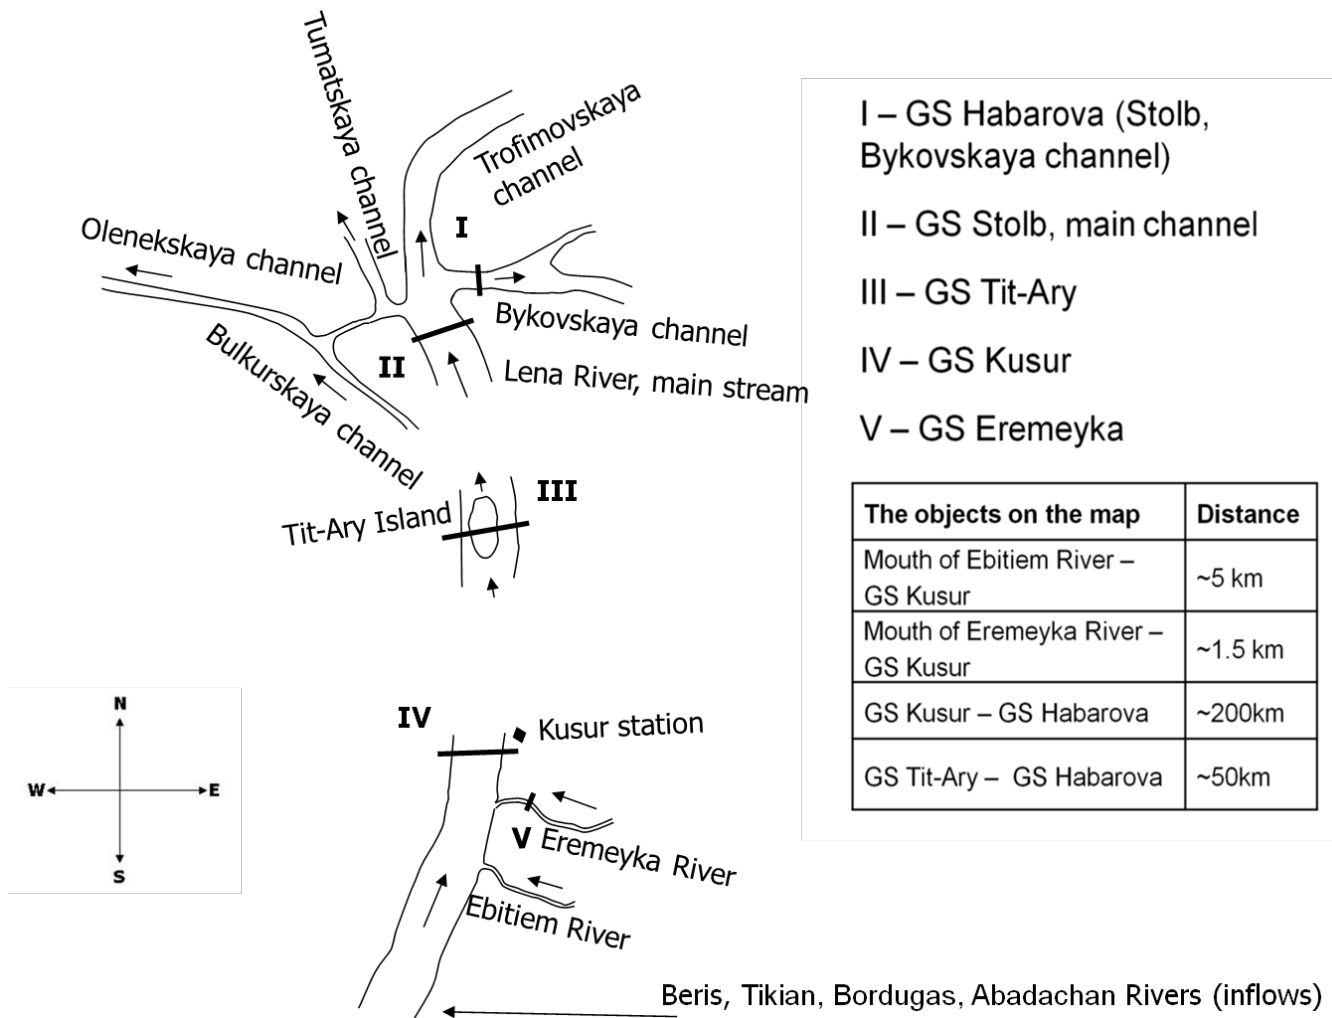 Tumatskaya channel
Trofimovskaya
channel
I
Olenekskaya channel
Bykovskaya channel
Bulkurskaya channel
II
Lena River, main stream
III
Tit-Ary Island
IV
Kusur station
V Eremeyka River
Ebitiem River
Beris, Tikian, Bordugas, Abadachan Rivers (inflows)
N
W
E
S
I – GS Habarova (Stolb,
Bykovskaya channel)
II – GS Stolb, main channel
III – GS Tit-Ary
IV – GS Kusur
V – GS Eremeyka
The objects on the map Distance
Mouth of Ebitiem River –
GS Kusur
~5 km
Mouth of Eremeyka River –
GS Kusur
~1.5 km
GS Kusur – GS Habarova ~200km
GS Tit-Ary – GS Habarova ~50km